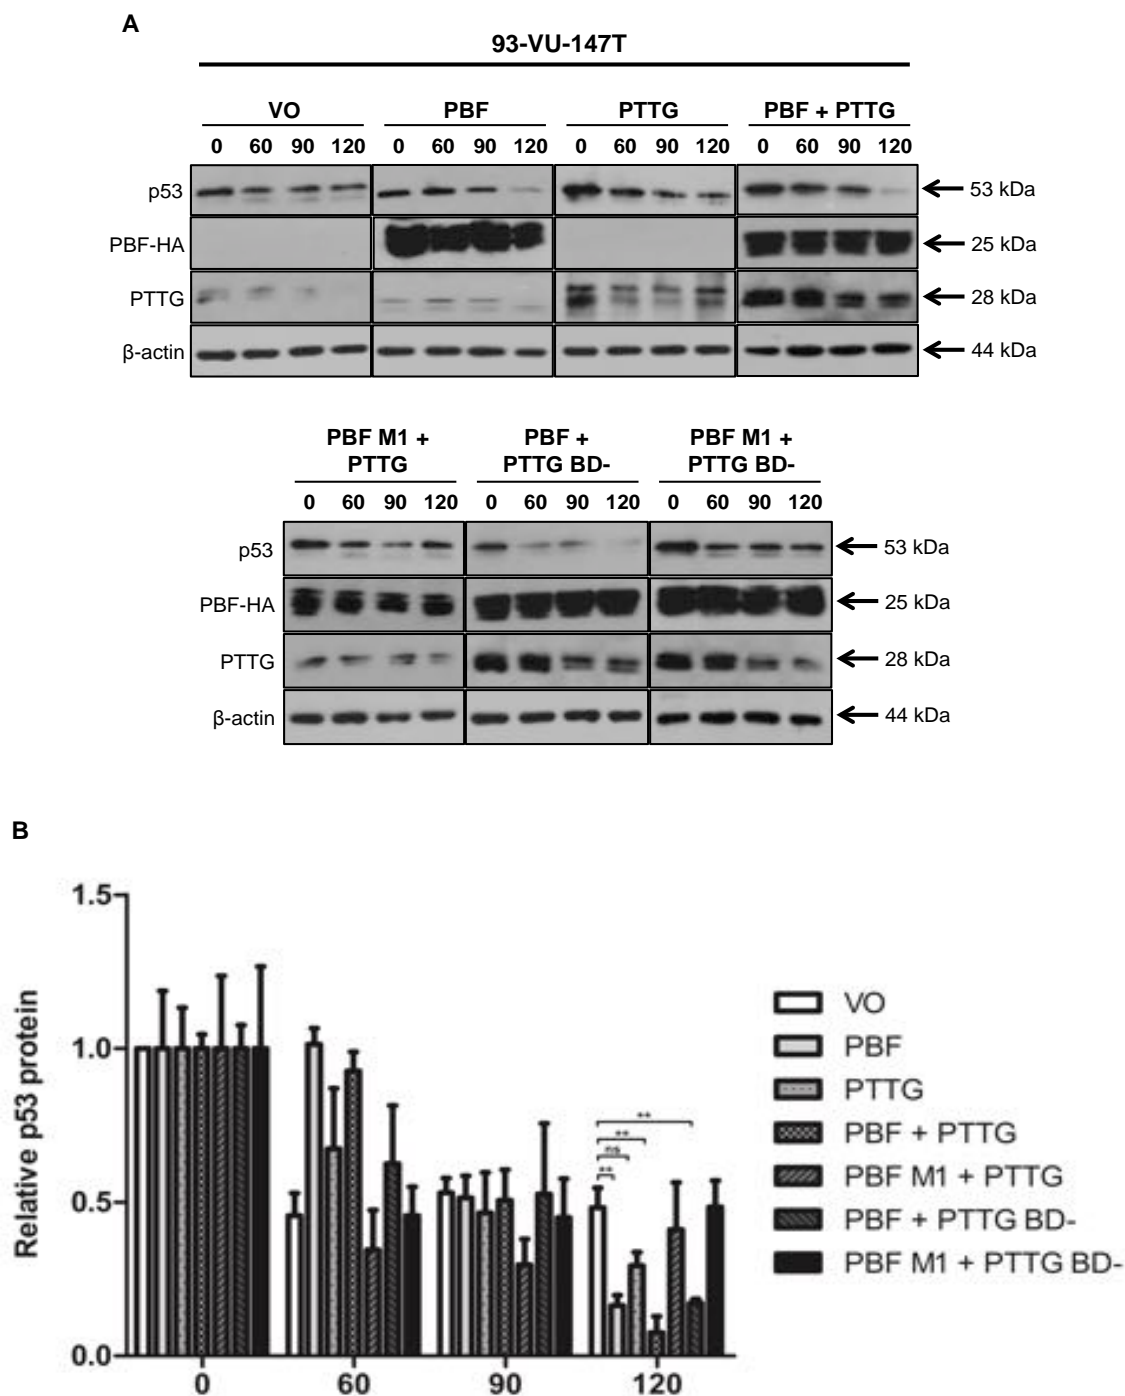 A
93-VU-147T
VO PBF PTTG PBF + PTTG
0 60 90 120 0 60 90 120 0 60 90 120 0 60 90 120
p53 53 kDa
PBF-HA 25 kDa
PTTG 28 kDa
β-actin 44 kDa
PBF M1 + PBF + PBF M1 +
PTTG PTTG BD- PTTG BD-
0 60 90 120 0 60 90 120 0 60 90 120
p53 53 kDa
PBF-HA 25 kDa
PTTG 28 kDa
β-actin 44 kDa
B
1.5
1.0
0.5
0.0
Relative p53 protein
**
**
ns
**
0 60 90 120
VO
PBF
PTTG
PBF + PTTG
PBF M1 + PTTG
PBF + PTTG BD-
PBF M1 + PTTG BD-